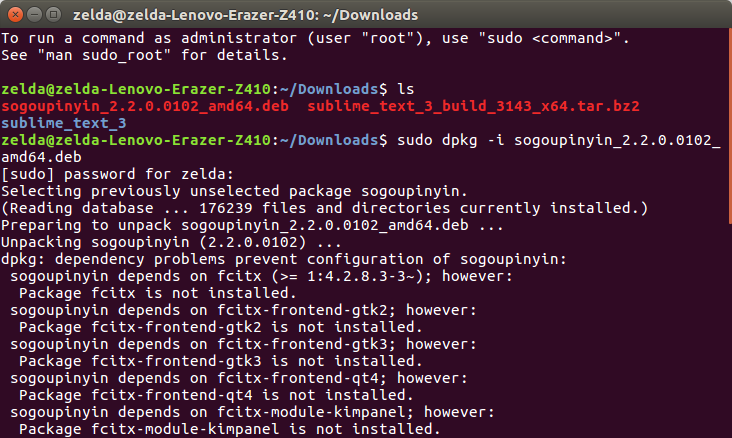 zelda@zelda-Lenovo-Erazer-Z410: ~/Downloads
To run a command as administrator (user "root"), use "sudo <command>".
See "man sudo_root" for details.
zelda@zelda-Lenovo-Erazer-Z410:~/Downloads$ ls
sogoupinyin_2.2.0.0102_amd64.deb  sublime_text_3_build_3143_x64.tar.bz2
sublime_text_3
zelda@zelda-Lenovo-Erazer-Z410:~/Downloads$ sudo dpkg -i sogoupinyin_2.2.0.0102_
amd64.deb
[sudo] password for zelda:
Selecting previously unselected package sogoupinyin.
(Reading database ... 176239 files and directories currently installed.)
Preparing to unpack sogoupinyin_2.2.0.0102_amd64.deb ...
Unpacking sogoupinyin (2.2.0.0102) ...
dpkg: dependency problems prevent configuration of sogoupinyin:
 sogoupinyin depends on fcitx (>= 1:4.2.8.3-3~); however:
  Package fcitx is not installed.
 sogoupinyin depends on fcitx-frontend-gtk2; however:
  Package fcitx-frontend-gtk2 is not installed.
 sogoupinyin depends on fcitx-frontend-gtk3; however:
  Package fcitx-frontend-gtk3 is not installed.
 sogoupinyin depends on fcitx-frontend-qt4; however:
  Package fcitx-frontend-qt4 is not installed.
 sogoupinyin depends on fcitx-module-kimpanel; however:
  Package fcitx-module-kimpanel is not installed.